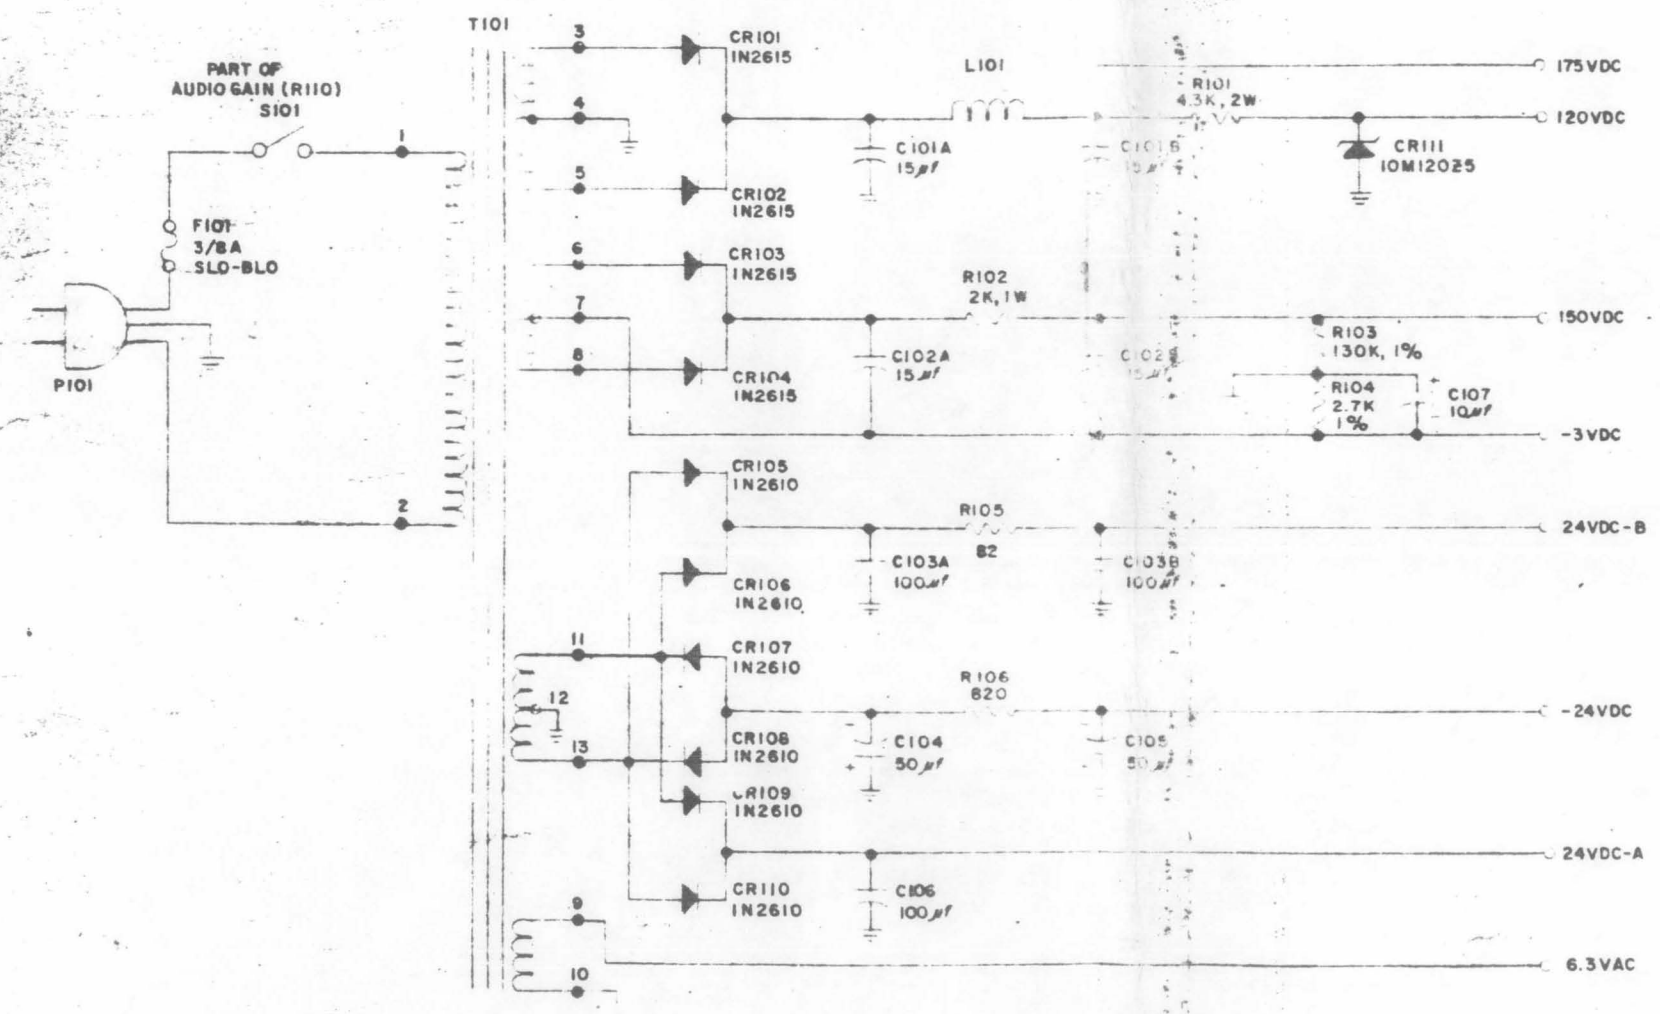 T101
PART OF
AUDIO GAIN (R110)
S101
1
F101
3/8A
SLO-BLO
P101
2
3
4
5
6
7
8
11
12
13
9
10
CR101
1N2615
CR102
1N2615
CR103
1N2615
CR104
1N2615
CR105
1N2610
CR106
1N2610
CR107
1N2610
CR108
1N2610
CR109
1N2610
CR110
1N2610
L101
C101A
15µf
C101B
15µf
R101
4.3K, 2W
CR111
10M120Z5
175VDC
120VDC
R102
2K, 1W
C102A
15µf
C102B
R103
130K, 1%
R104
2.7K
1%
+
C107
10µf
150VDC
-3VDC
R105
82
C103A
100µf
C103B
100µf
24VDC-B
R106
820
-
+
C104
50µf
C105
50µf
-24VDC
C106
100µf
24VDC-A
6.3VAC